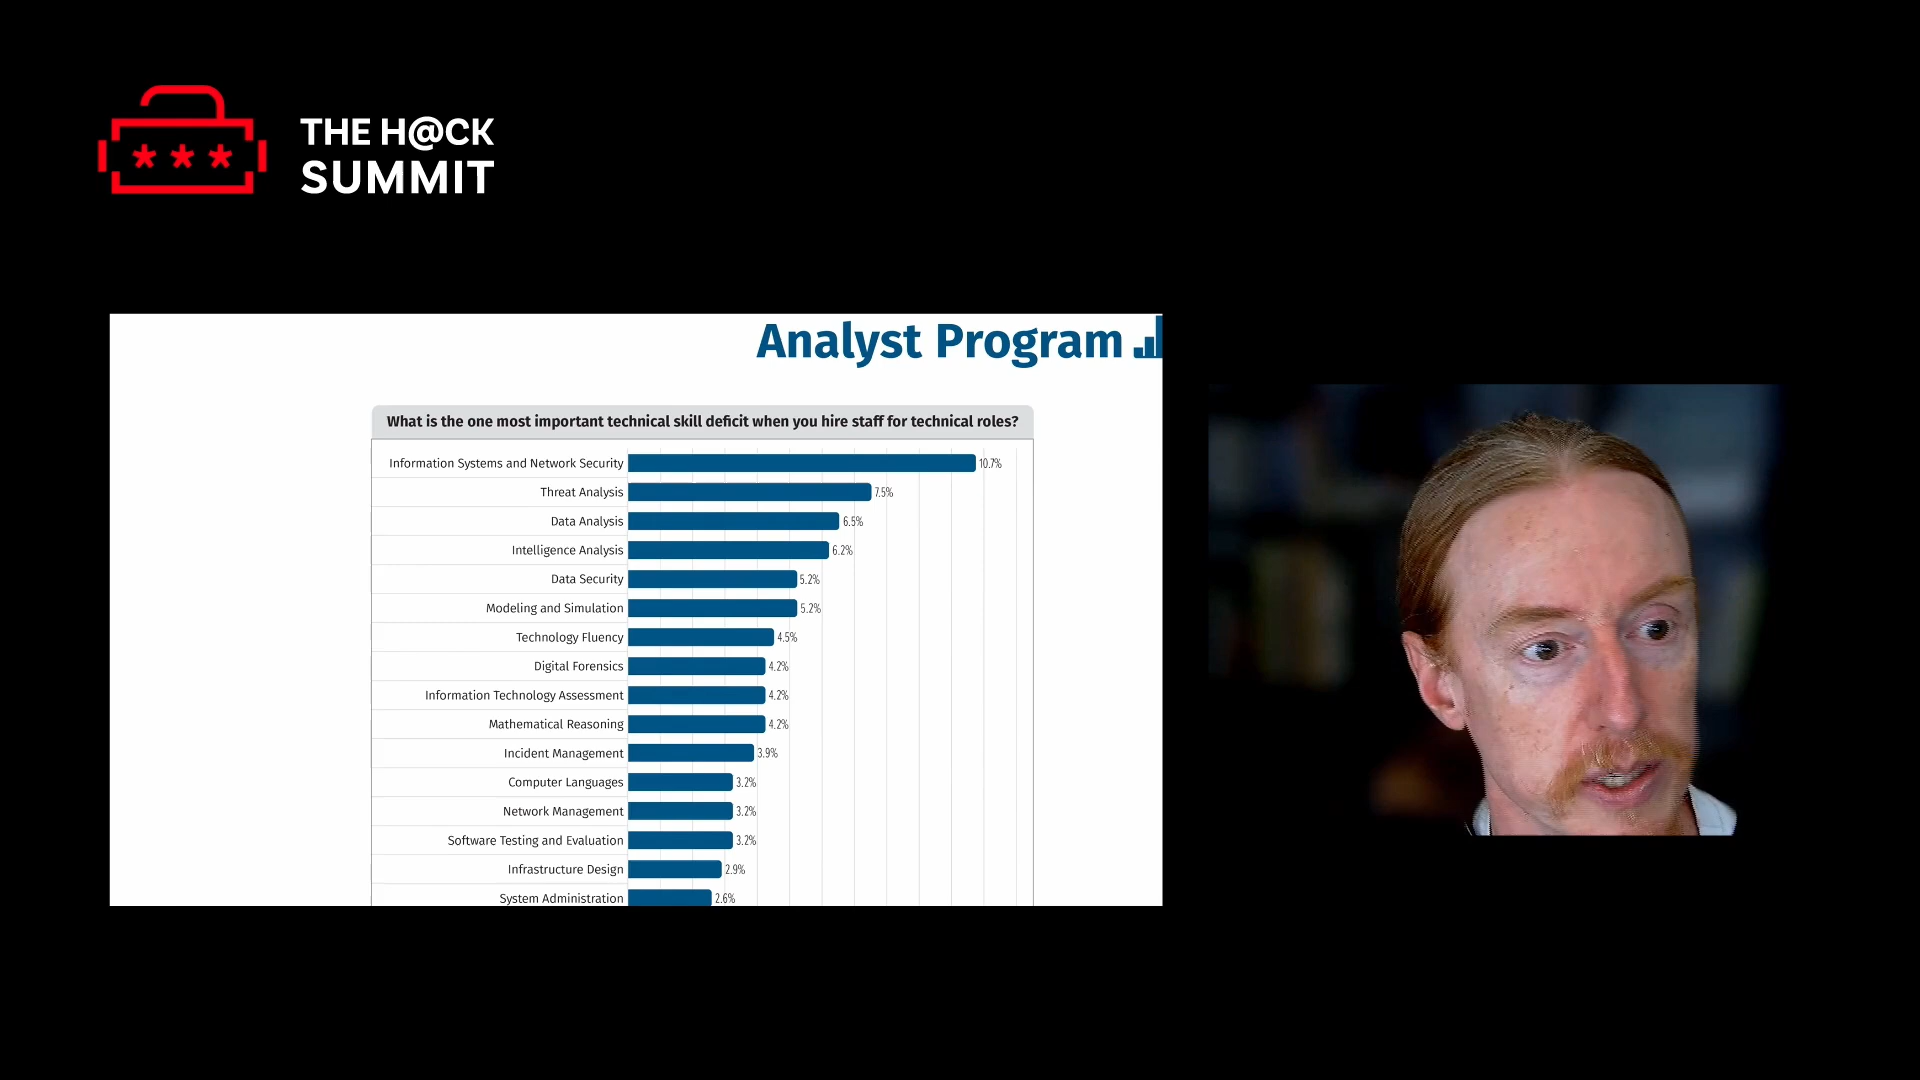 THE H@CK
SUMMIT
Analyst Program
What is the one most important technical skill deficit when you hire staff for technical roles?
Information Systems and Network Security 10.7%
Threat Analysis 7.5%
Data Analysis 6.5%
Intelligence Analysis 6.2%
Data Security 5.2%
Modeling and Simulation 5.2%
Technology Fluency 4.5%
Digital Forensics 4.2%
Information Technology Assessment 4.2%
Mathematical Reasoning 4.2%
Incident Management 3.9%
Computer Languages 3.2%
Network Management 3.2%
Software Testing and Evaluation 3.2%
Infrastructure Design 2.9%
System Administration 2.6%